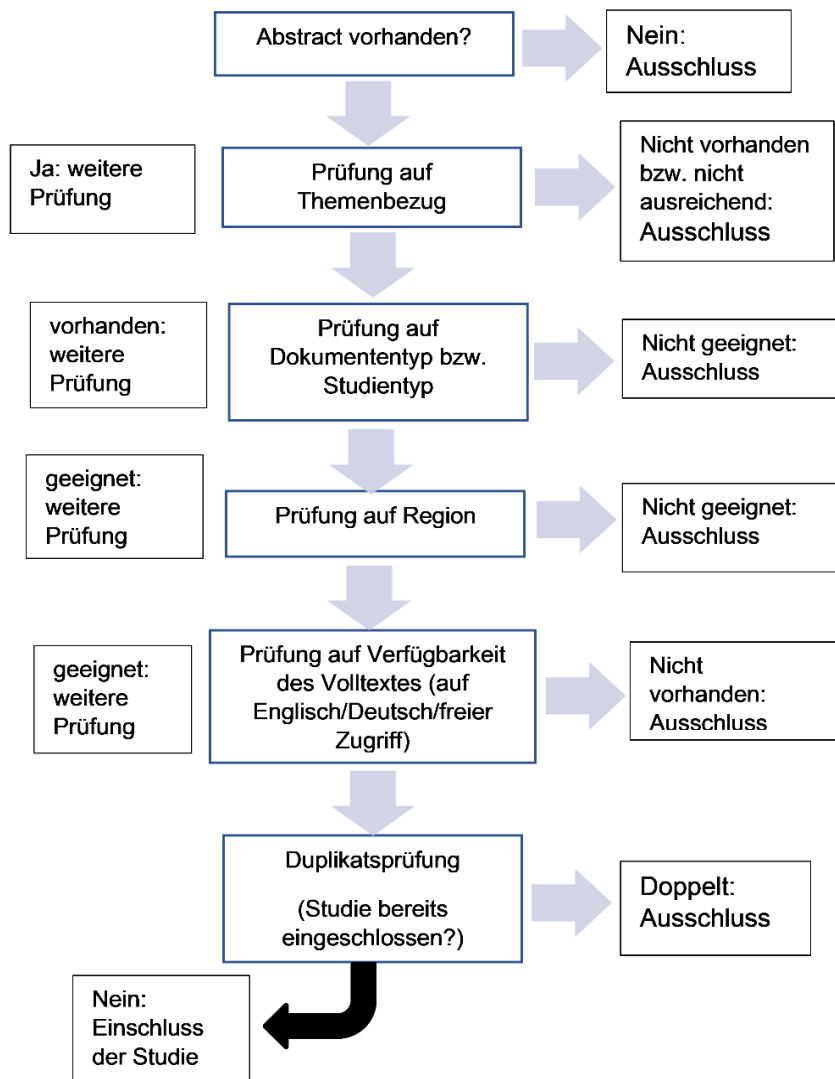 Abstract vorhanden?
Nein:
Ausschluss
Ja: weitere
Prüfung
Prüfung auf
Themenbezug
Nicht vorhanden
bzw. nicht
ausreichend:
Ausschluss
vorhanden:
weitere
Prüfung
Prüfung auf
Dokumententyp bzw.
Studientyp
Nicht geeignet:
Ausschluss
geeignet:
weitere
Prüfung
Prüfung auf Region
Nicht geeignet:
Ausschluss
geeignet:
weitere
Prüfung
Prüfung auf Verfügbarkeit
des Volltextes (auf
Englisch/Deutsch/freier
Zugriff)
Nicht
vorhanden:
Ausschluss
Duplikatsprüfung
(Studie bereits
eingeschlossen?)
Doppelt:
Ausschluss
Nein:
Einschluss
der Studie